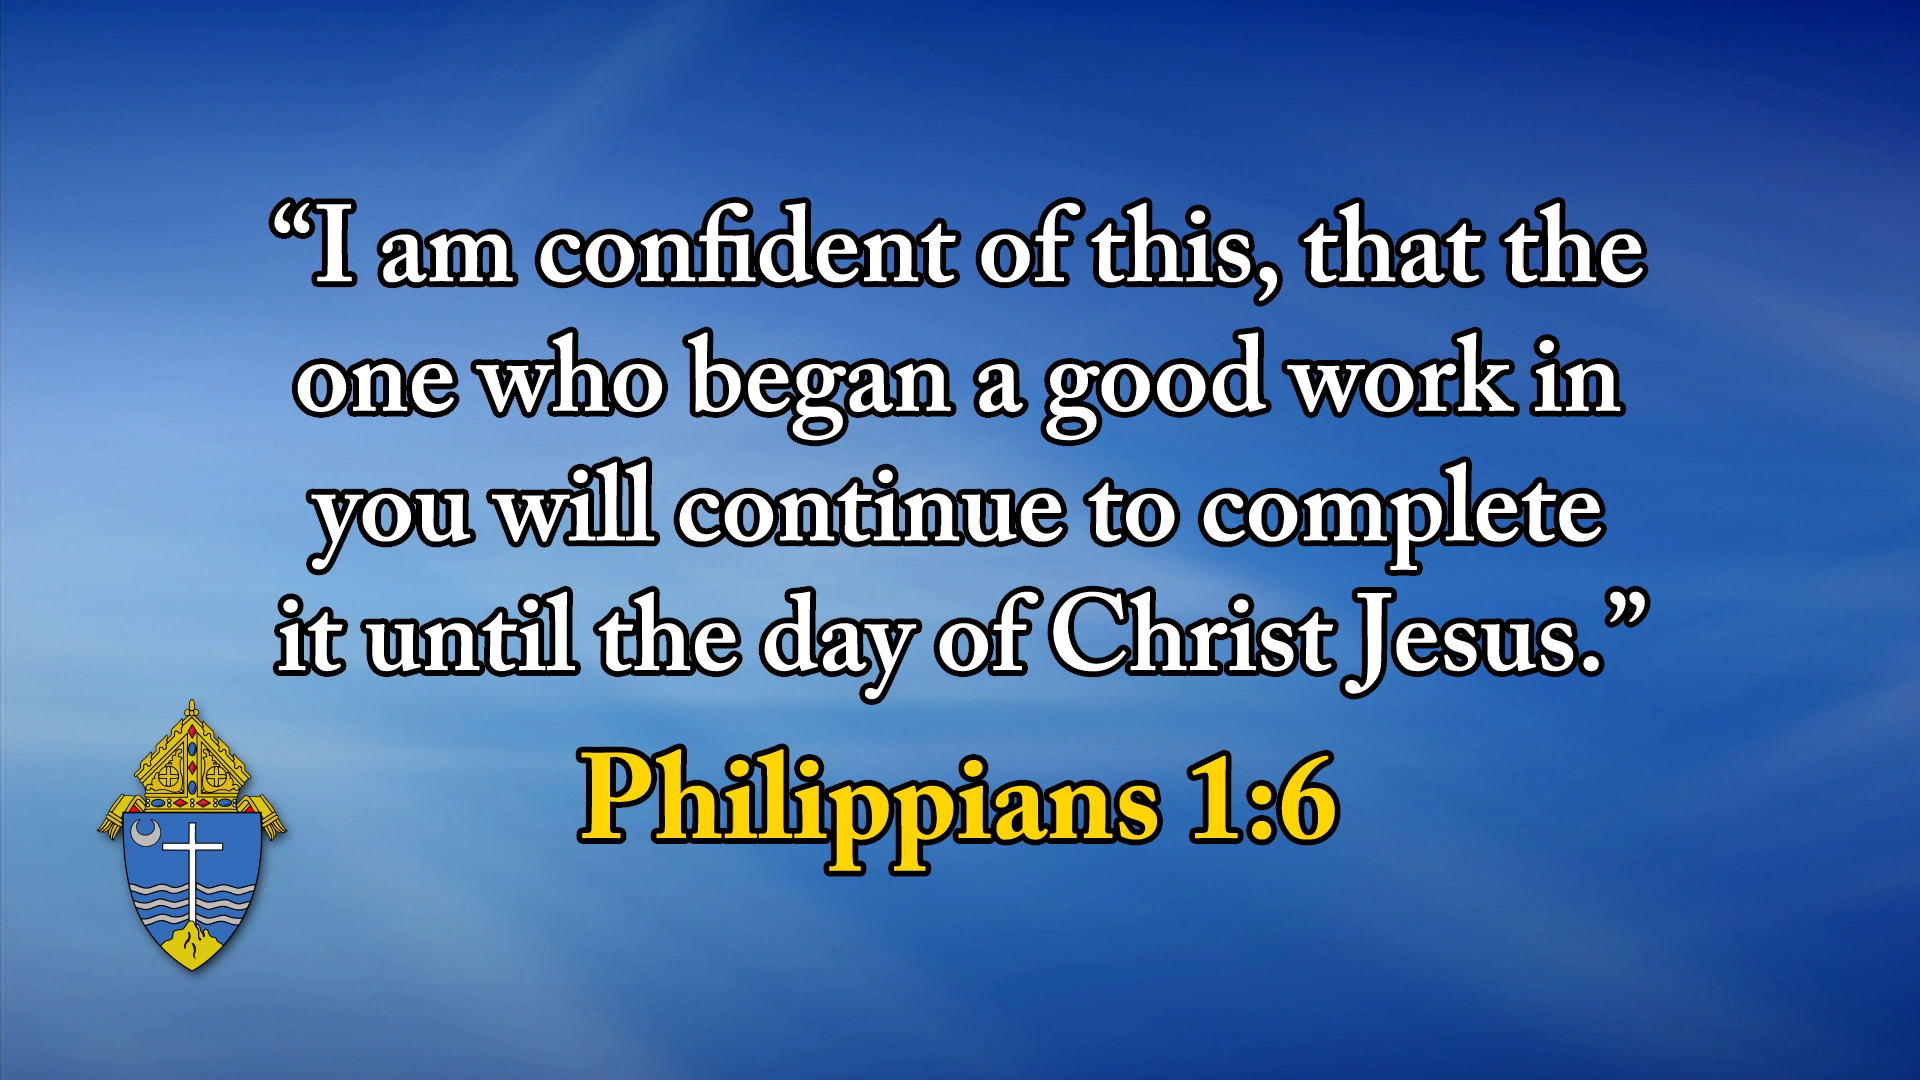 “I am confident of this, that the
one who began a good work in
you will continue to complete
it until the day of Christ Jesus.”
Philippians 1:6